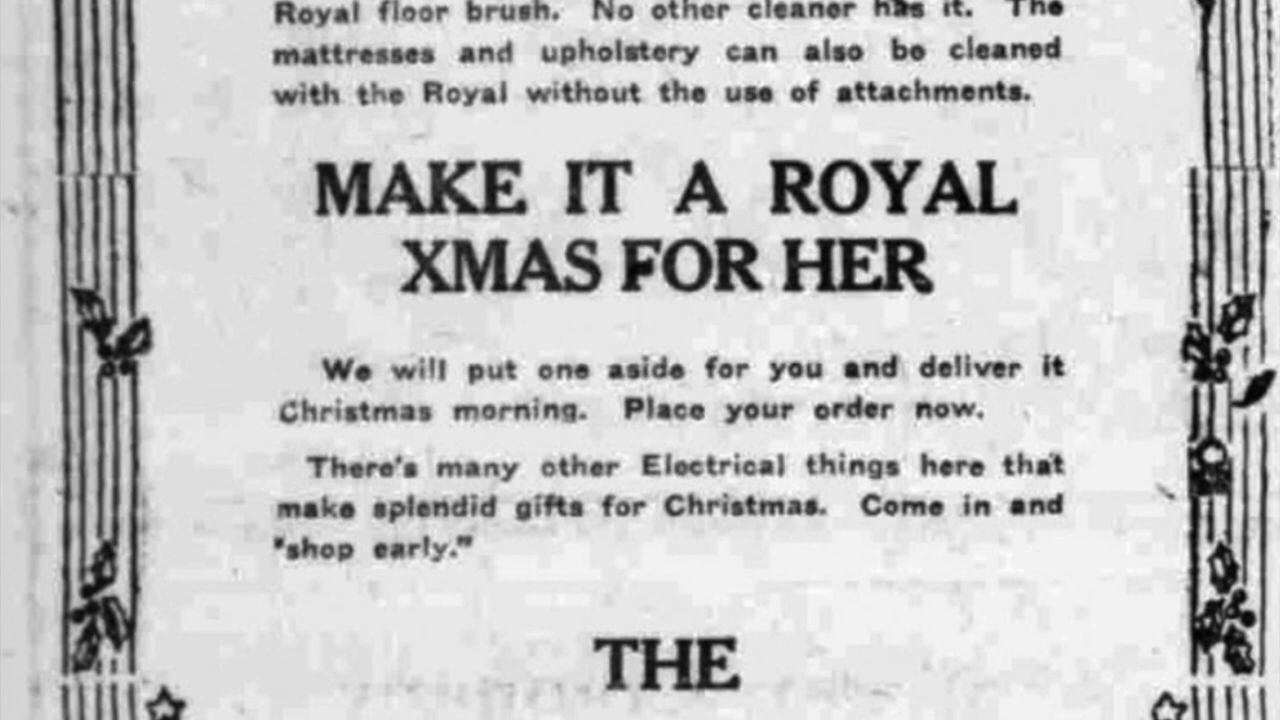 Royal floor brush. No other cleaner has it. The
mattresses and upholstery can also be cleaned
with the Royal without the use of attachments.
MAKE IT A ROYAL
XMAS FOR HER
We will put one aside for you and deliver it
Christmas morning. Place your order now.
There's many other Electrical things here that
make splendid gifts for Christmas. Come in and
"shop early."
THE